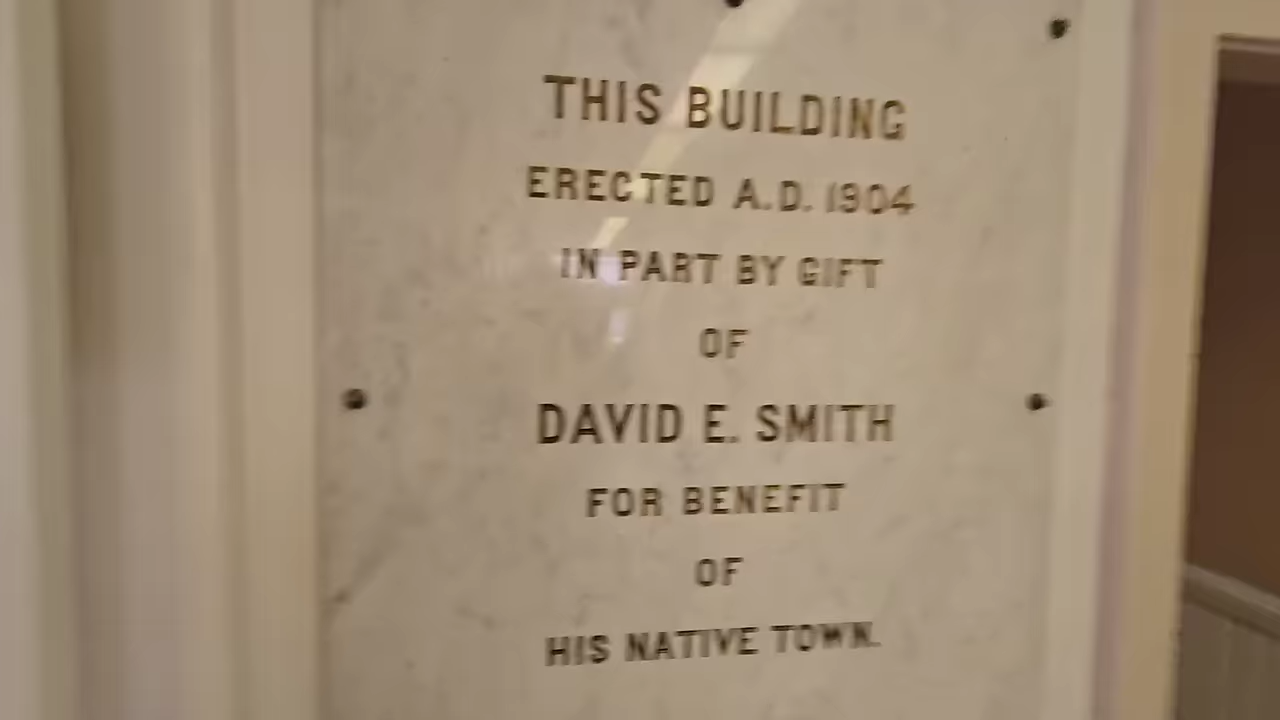 THIS BUILDING
ERECTED A.D. 1904
IN PART BY GIFT
OF
DAVID E. SMITH
FOR BENEFIT
OF
HIS NATIVE TOWN.